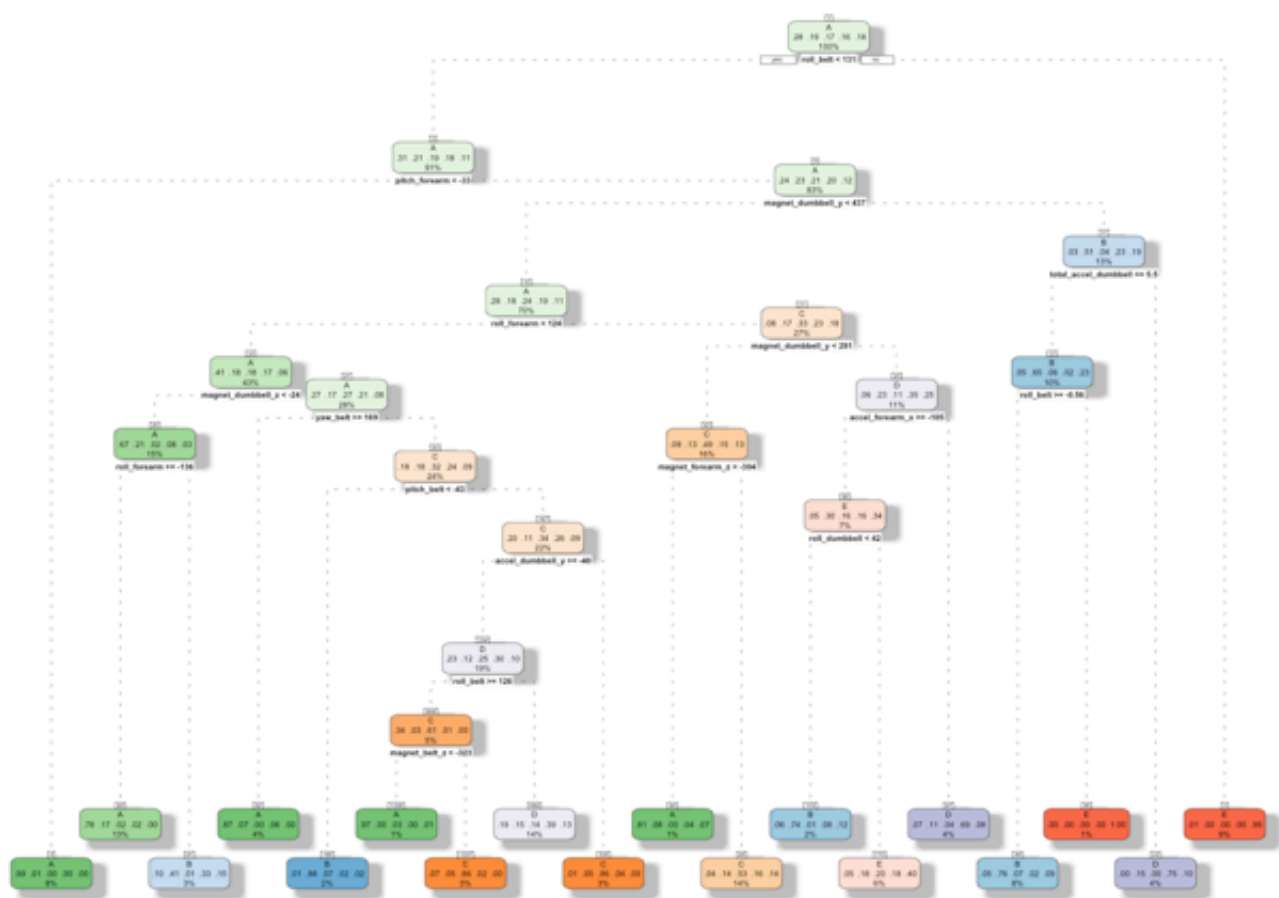 A
.28 .19 .17 .16 .18
100%
yes roll_belt < 131 no
A
.31 .21 .19 .18 .11
91%
pitch_forearm < -33
A
.24 .23 .21 .20 .12
83%
magnet_dumbbell_y < 437
B
.03 .51 .04 .23 .19
13%
total_accel_dumbbell >= 5.5
A
.28 .18 .24 .19 .11
70%
roll_forearm < 124
C
.08 .17 .33 .23 .18
27%
magnet_dumbbell_y < 291
A
.41 .18 .18 .17 .06
43%
magnet_dumbbell_z < -24
A
.27 .17 .27 .21 .08
28%
yaw_belt >= 169
D
.06 .23 .11 .35 .25
11%
accel_forearm_x >= -105
B
.05 .65 .06 .02 .23
10%
roll_belt >= -0.56
A
.67 .21 .02 .08 .03
15%
roll_forearm >= -136
C
.18 .18 .32 .24 .09
24%
pitch_belt < -43
C
.09 .13 .49 .15 .13
16%
magnet_forearm_z < -394
E
.05 .30 .16 .16 .34
7%
roll_dumbbell < 42
C
.20 .11 .34 .26 .09
22%
accel_dumbbell_y >= -40
D
.23 .12 .25 .30 .10
19%
roll_belt >= 126
C
.34 .03 .61 .01 .00
5%
magnet_belt_z < -323
A
.78 .17 .02 .02 .00
13%
A
.87 .07 .00 .06 .00
4%
A
.97 .00 .03 .00 .01
1%
D
.19 .15 .14 .39 .13
14%
A
.81 .08 .00 .04 .07
1%
B
.06 .74 .01 .08 .12
2%
D
.07 .11 .04 .69 .08
4%
E
.00 .00 .00 .00 1.00
1%
E
.01 .00 .00 .00 .99
9%
A
.99 .01 .00 .00 .00
8%
B
.10 .41 .01 .33 .15
3%
B
.01 .88 .07 .02 .02
2%
C
.07 .05 .86 .02 .00
3%
C
.01 .05 .86 .04 .05
3%
C
.04 .14 .53 .16 .14
14%
E
.05 .18 .20 .18 .40
6%
B
.05 .76 .07 .02 .09
8%
D
.00 .15 .00 .75 .10
4%